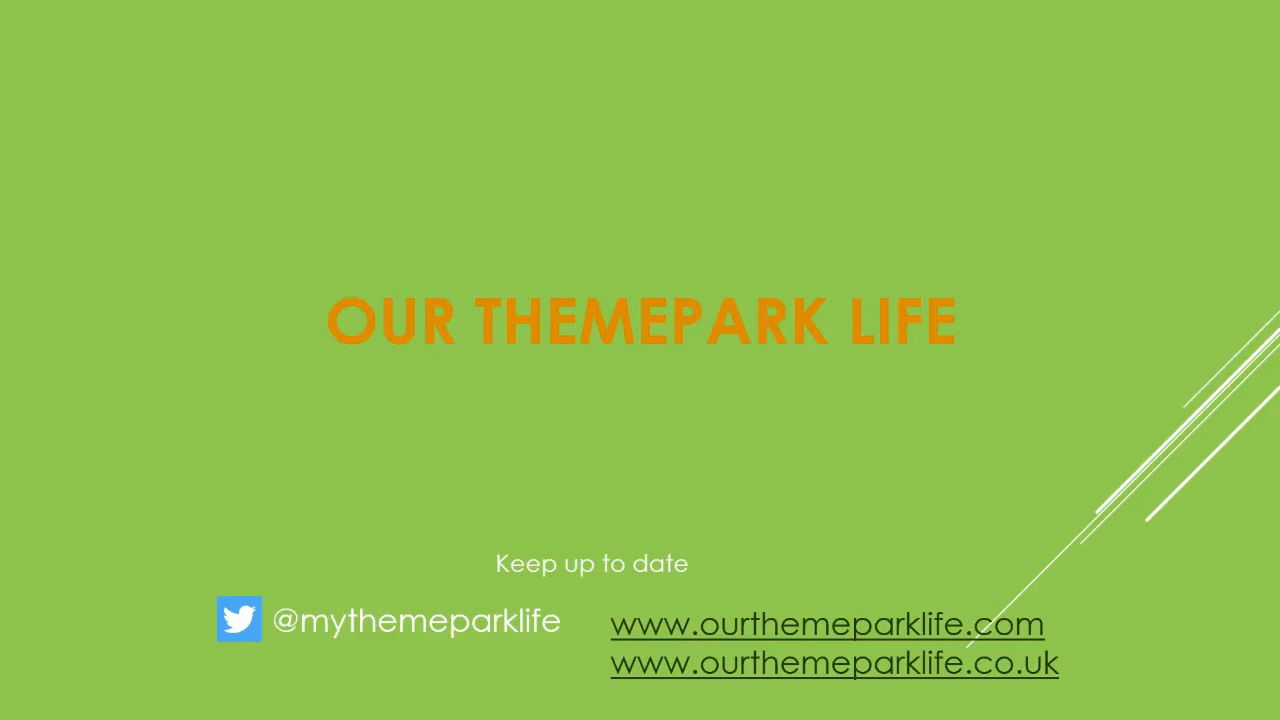 OUR THEMEPARK LIFE
Keep up to date
@mythemeparklife
www.ourthemeparklife.com
www.ourthemeparklife.co.uk